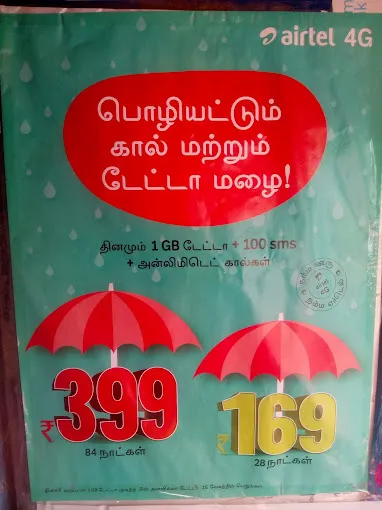 airtel 4G
பொழியட்டும்
கால் மற்றும்
டேட்டா மழை!
தினமும் 1 GB டேட்டா + 100 sms
+ அன்லிமிடெட் கால்கள்
₹399
84 நாட்கள்
₹169
28 நாட்கள்